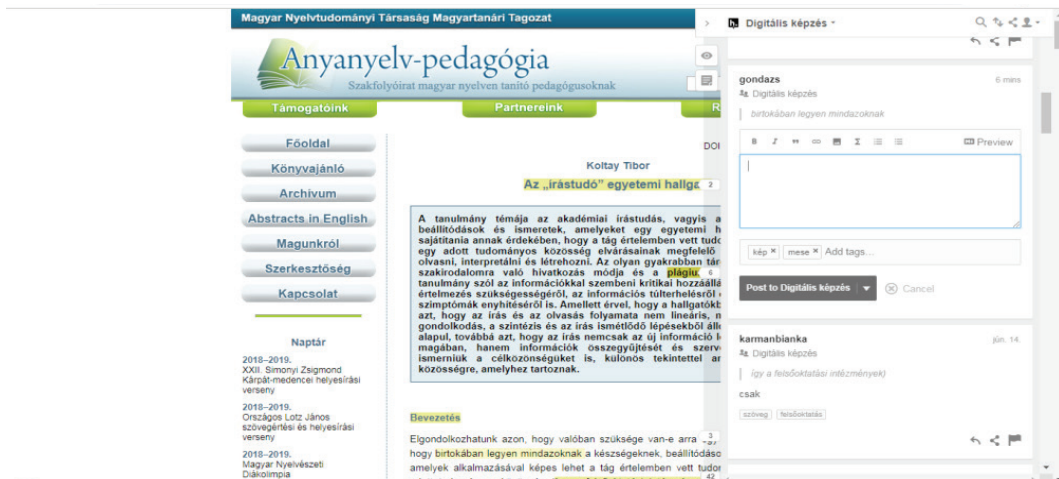 Magyar Nyelvtudományi Társaság Magyartanári Tagozat
Anyanyelv-pedagógia
Szakfolyóirat magyar nyelven tanító pedagógusoknak
Támogatóink
Partnereink
R
Főoldal
Könyvajánló
Archívum
Abstracts in English
Magunkról
Szerkesztőség
Kapcsolat
Naptár
2018–2019.
XXII. Simonyi Zsigmond
Kárpát-medencei helyesírási
verseny
2018–2019.
Országos Lotz János
szövegértési és helyesírási
verseny
2018–2019.
Magyar Nyelvészeti
Diákolimpia
DOI
Koltay Tibor
Az „írástudó” egyetemi hallga
2
A tanulmány témája az akadémiai írástudás, vagyis a
beállítódások és ismeretek, amelyeket egy egyetemi h
sajátítania annak érdekében, hogy a tág értelemben vett tudo
egy adott tudományos közösség elvárásainak megfelelő
olvasni, interpretálni és létrehozni. Az olyan gyakrabban tár
szakirodalomra való hivatkozás módja és a plágiu
6
tanulmány szól az információkkal szembeni kritikai hozzáállá
értelmezés szükségességéről, az információs túlterhelésről
szimptómák enyhítéséről is. Amellett érvel, hogy a hallgatókb
azt, hogy az írás és az olvasás folyamata nem lineáris, n
gondolkodás, a szintézis és az írás ismétlődő lépésekből áll
alapul, továbbá azt, hogy az írás nemcsak az új információ l
magában, hanem információk összegyűjtését és szerv
ismerniük a célközönségüket is, különös tekintettel ar
közösségre, amelyhez tartoznak.
Bevezetés
Elgondolkozhatunk azon, hogy valóban szüksége van-e arra
3
hogy birtokában legyen mindazoknak a készségeknek, beállítódáso
amelyek alkalmazásával képes lehet a tág értelemben vett tudor
42
Digitális képzés
gondazs
6 mins
Digitális képzés
birtokában legyen mindazoknak
B I Σ Preview
kép × mese × Add tags...
Post to Digitális képzés
Cancel
karmanbianka
jún. 14.
Digitális képzés
így a felsőoktatási intézmények)
csak
szöveg felsőoktatás